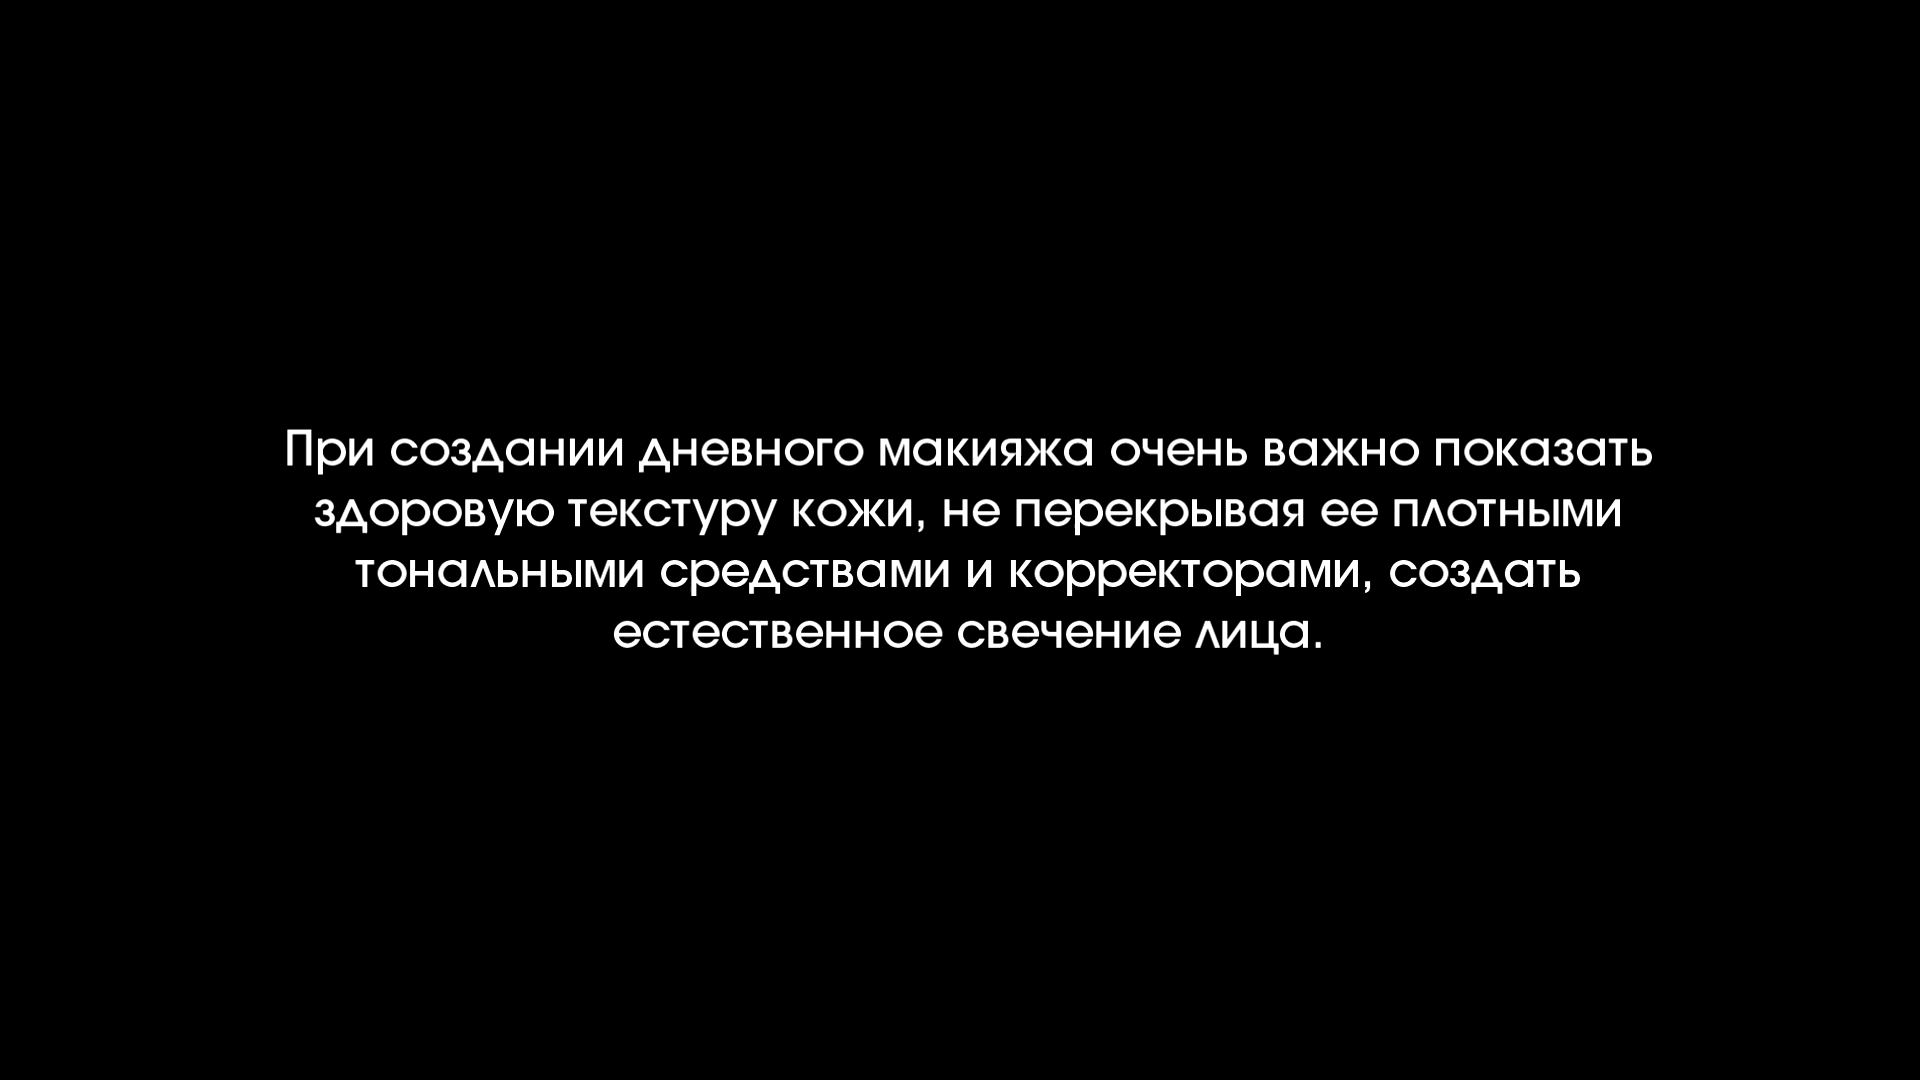 При создании дневного макияжа очень важно показать
здоровую текстуру кожи, не перекрывая ее плотными
тональными средствами и корректорами, создать
естественное свечение лица.